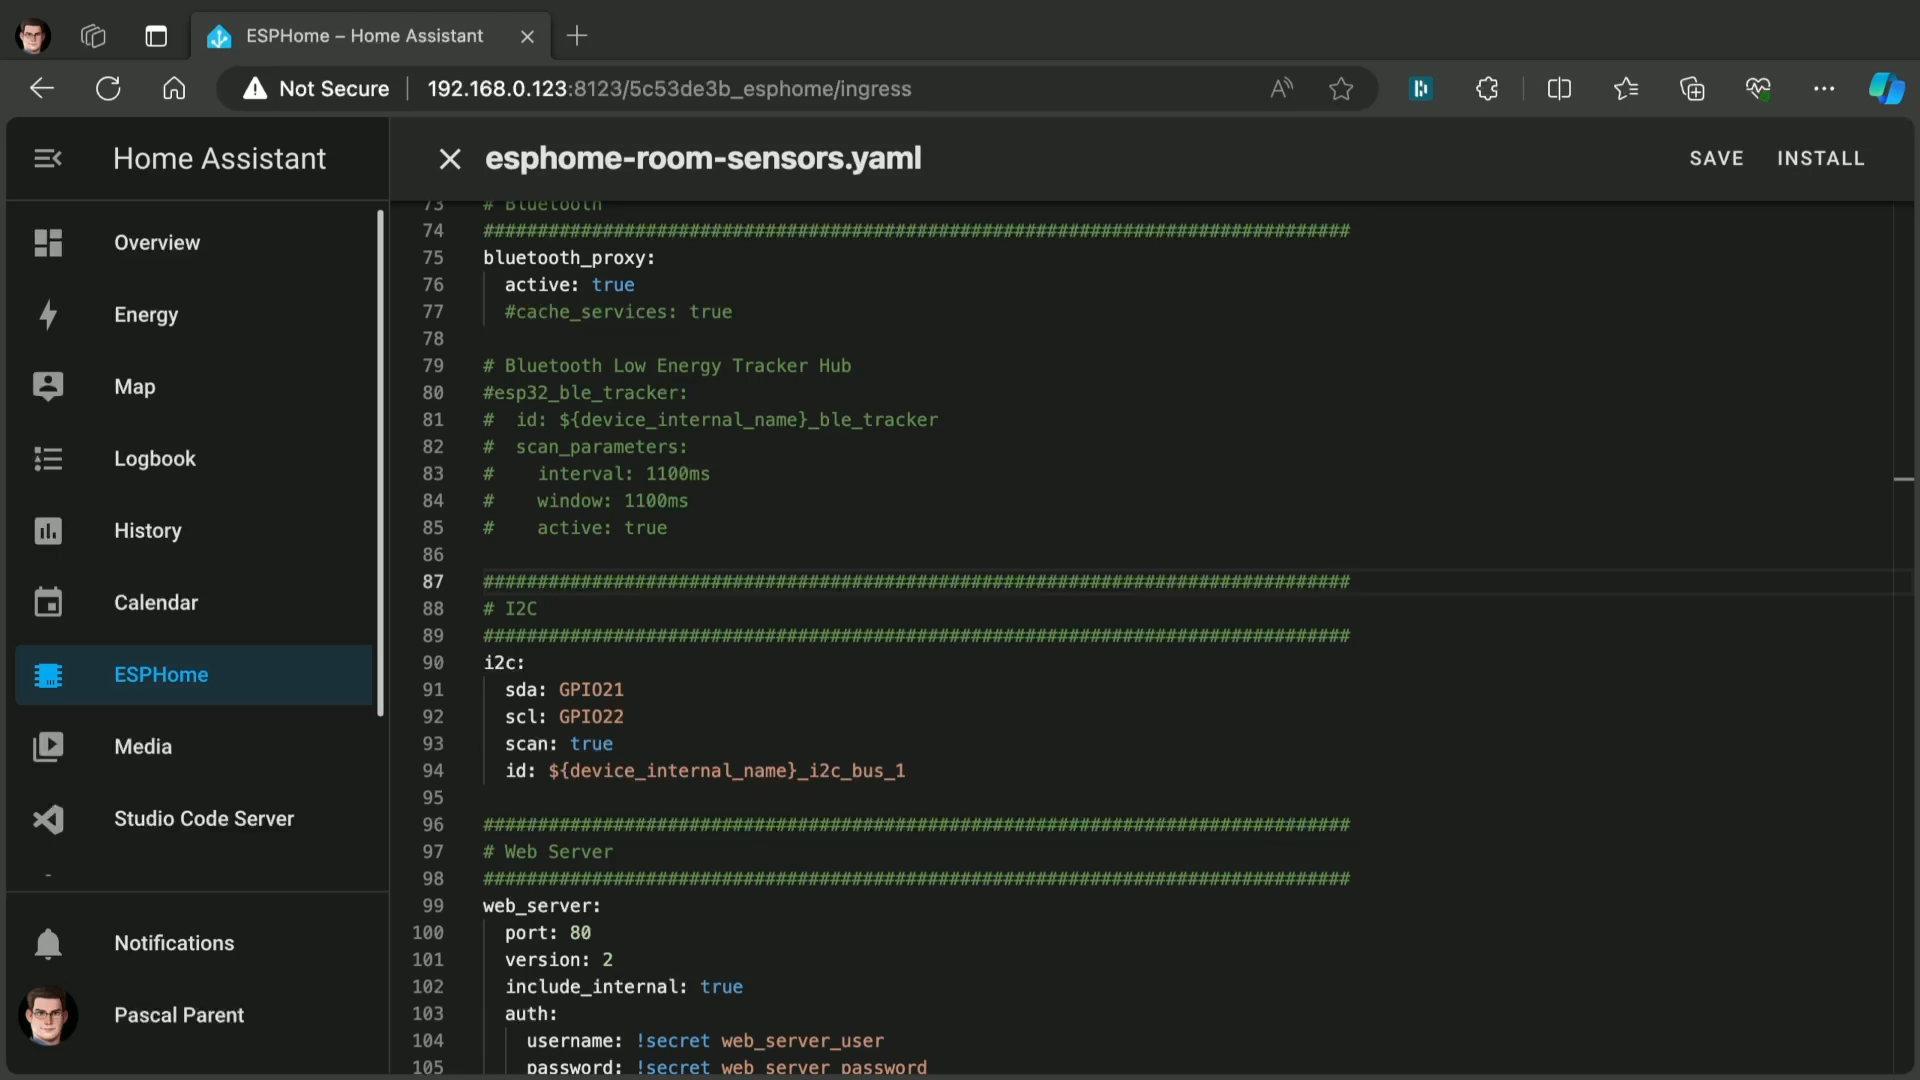 ESPHome – Home Assistant
Not Secure
192.168.0.123:8123/5c53de3b_esphome/ingress
Home Assistant
esphome-room-sensors.yaml
SAVE
INSTALL
Overview
Energy
Map
Logbook
History
Calendar
ESPHome
Media
Studio Code Server
Notifications
Pascal Parent
73 # Bluetooth
74 ################################################################################
75 bluetooth_proxy:
76 active: true
77 #cache_services: true
78
79 # Bluetooth Low Energy Tracker Hub
80 #esp32_ble_tracker:
81 # id: ${device_internal_name}_ble_tracker
82 # scan_parameters:
83 # interval: 1100ms
84 # window: 1100ms
85 # active: true
86
87 ################################################################################
88 # I2C
89 ################################################################################
90 i2c:
91 sda: GPIO21
92 scl: GPIO22
93 scan: true
94 id: ${device_internal_name}_i2c_bus_1
95
96 ################################################################################
97 # Web Server
98 ################################################################################
99 web_server:
100 port: 80
101 version: 2
102 include_internal: true
103 auth:
104 username: !secret web_server_user
105 password: !secret web_server_password